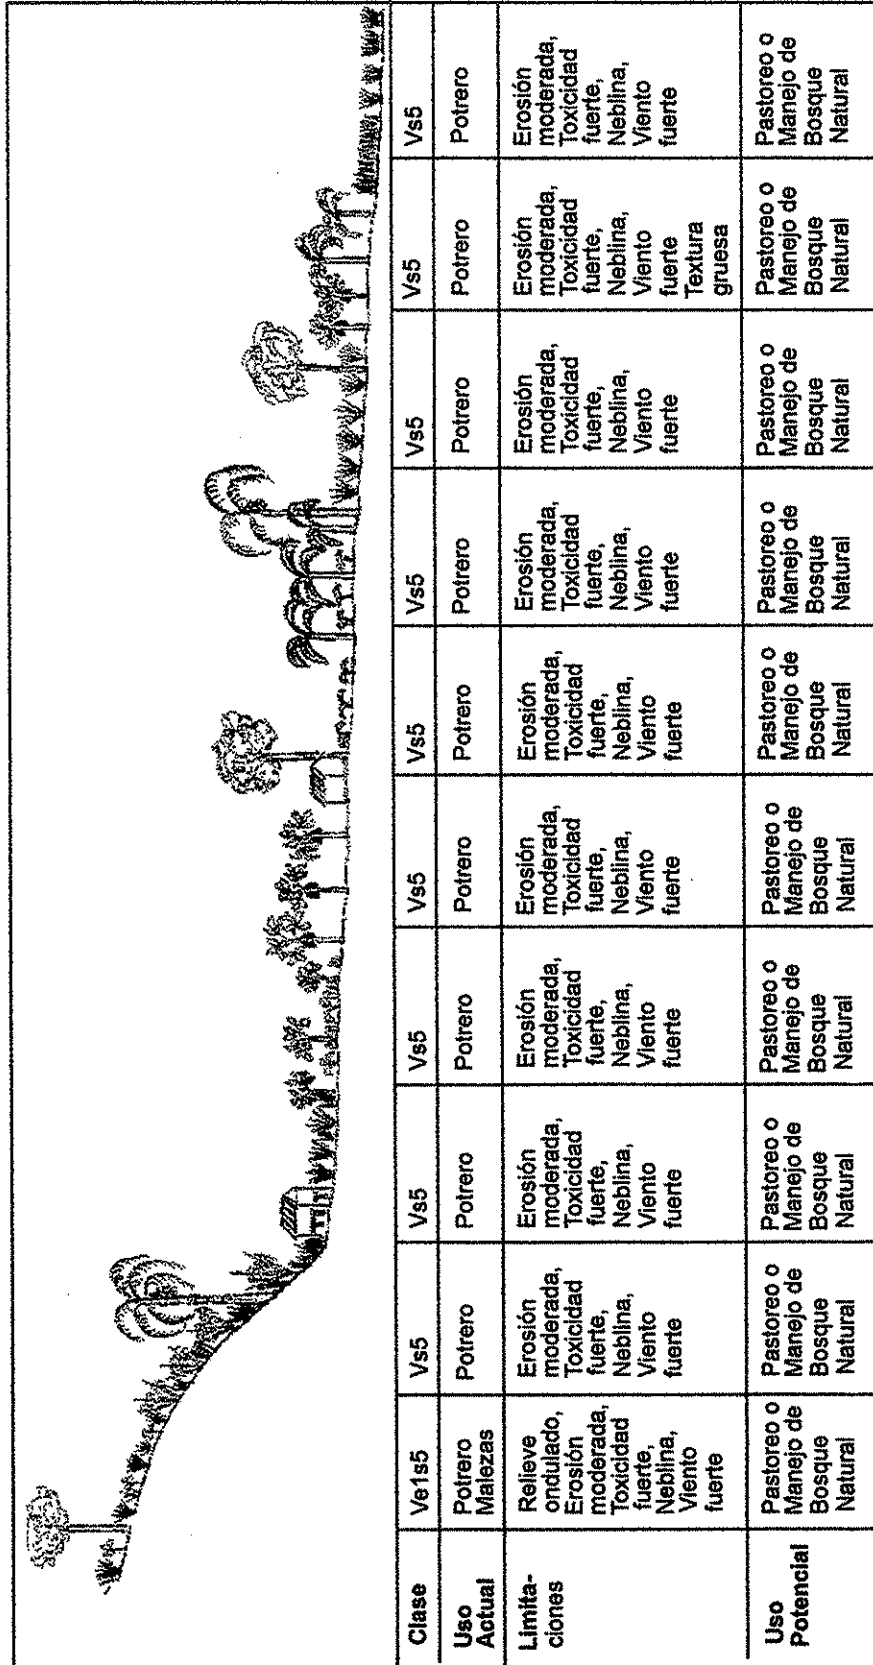 Clase
Ve1s5
Vs5
Vs5
Vs5
Vs5
Vs5
Vs5
Vs5
Vs5
Vs5
Uso
Actual
Potrero
Malezas
Potrero
Potrero
Potrero
Potrero
Potrero
Potrero
Potrero
Potrero
Potrero
Limita-
ciones
Relieve
ondulado,
Erosión
moderada,
Toxicidad
fuerte,
Neblina,
Viento
fuerte
Erosión
moderada,
Toxicidad
fuerte,
Neblina,
Viento
fuerte
Erosión
moderada,
Toxicidad
fuerte,
Neblina,
Viento
fuerte
Erosión
moderada,
Toxicidad
fuerte,
Neblina,
Viento
fuerte
Erosión
moderada,
Toxicidad
fuerte,
Neblina,
Viento
fuerte
Erosión
moderada,
Toxicidad
fuerte,
Neblina,
Viento
fuerte
Erosión
moderada,
Toxicidad
fuerte,
Neblina,
Viento
fuerte
Erosión
moderada,
Toxicidad
fuerte,
Neblina,
Viento
fuerte
Erosión
moderada,
Toxicidad
fuerte,
Neblina,
Viento
fuerte
Textura
gruesa
Erosión
moderada,
Toxicidad
fuerte,
Neblina,
Viento
fuerte
Uso
Potencial
Pastoreo o
Manejo de
Bosque
Natural
Pastoreo o
Manejo de
Bosque
Natural
Pastoreo o
Manejo de
Bosque
Natural
Pastoreo o
Manejo de
Bosque
Natural
Pastoreo o
Manejo de
Bosque
Natural
Pastoreo o
Manejo de
Bosque
Natural
Pastoreo o
Manejo de
Bosque
Natural
Pastoreo o
Manejo de
Bosque
Natural
Pastoreo o
Manejo de
Bosque
Natural
Pastoreo o
Manejo de
Bosque
Natural